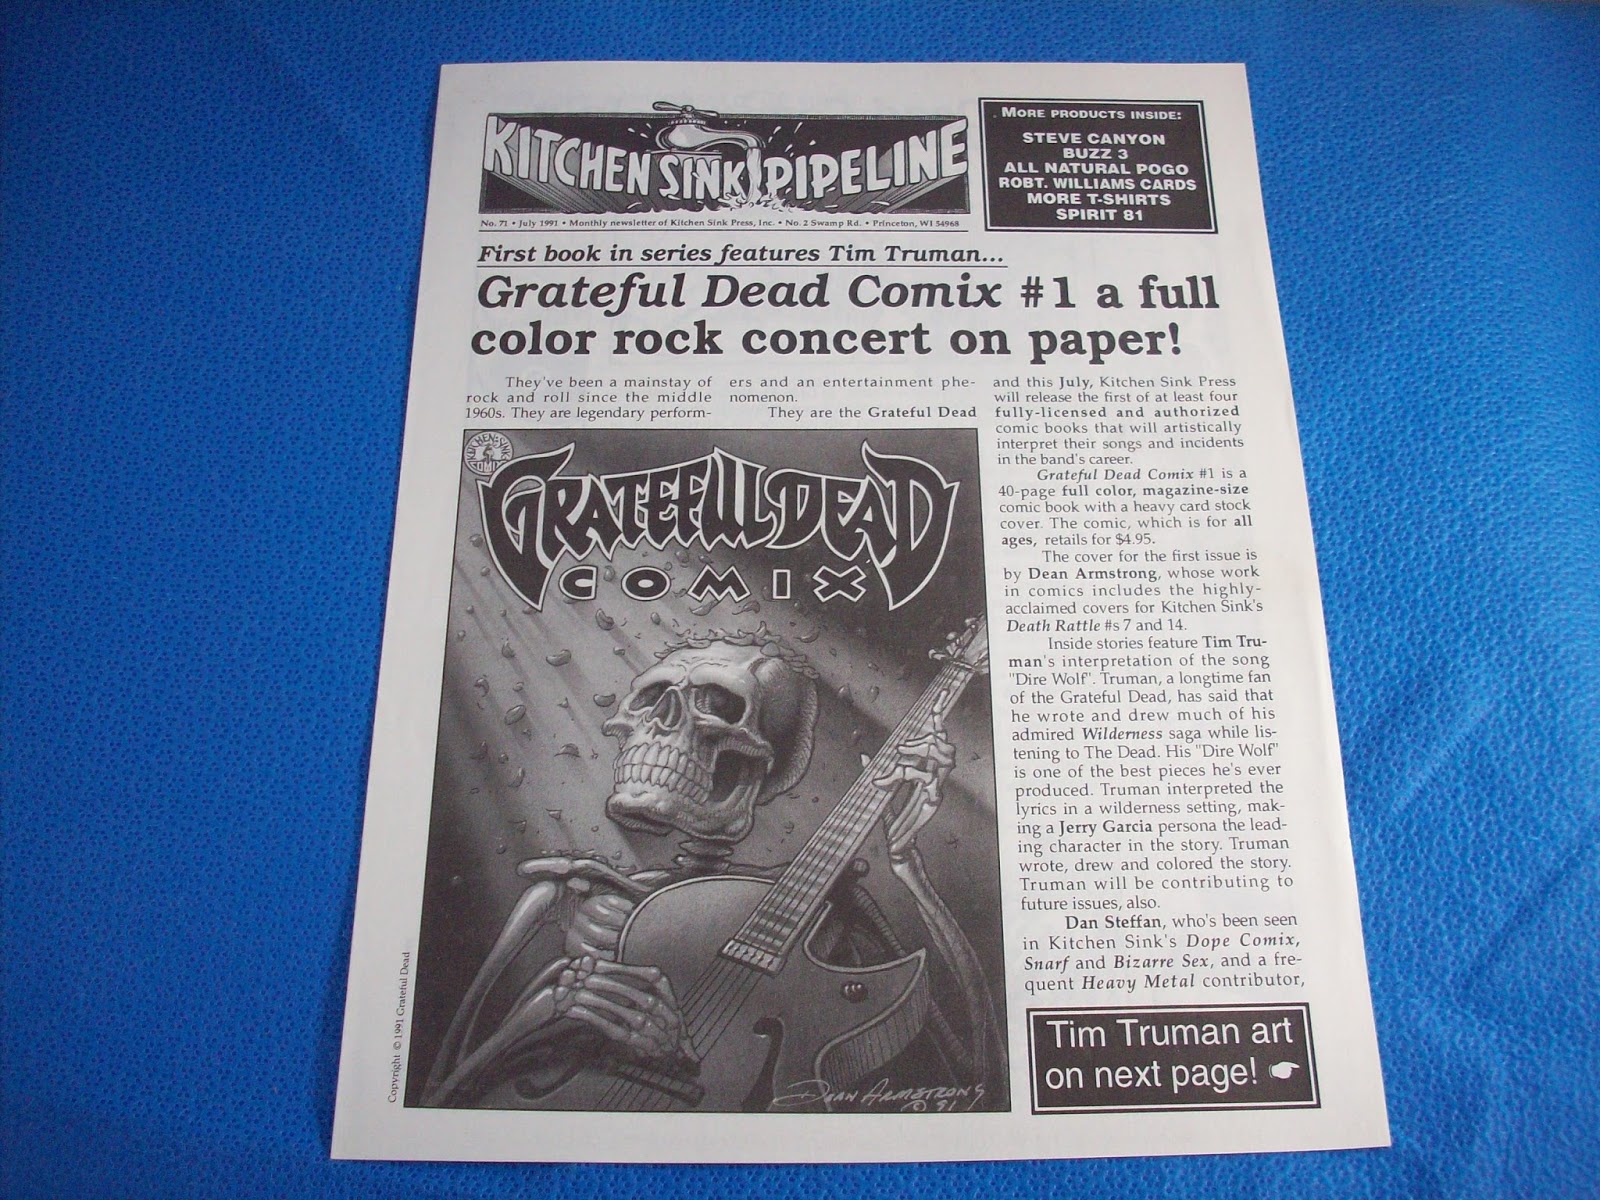 KITCHEN SINK PIPELINE
No. 71 • July 1991 • Monthly newsletter of Kitchen Sink Press, Inc. • No. 2 Swamp Rd. • Princeton, WI 54968
MORE PRODUCTS INSIDE:
STEVE CANYON
BUZZ 3
ALL NATURAL POGO
ROBT. WILLIAMS CARDS
MORE T-SHIRTS
SPIRIT 81
First book in series features Tim Truman...
Grateful Dead Comix #1 a full
color rock concert on paper!
They've been a mainstay of
rock and roll since the middle
1960s. They are legendary perform-
ers and an entertainment phe-
nomenon.
They are the Grateful Dead
and this July, Kitchen Sink Press
will release the first of at least four
fully-licensed and authorized
comic books that will artistically
interpret their songs and incidents
in the band's career.
Grateful Dead Comix #1 is a
40-page full color, magazine-size
comic book with a heavy card stock
cover. The comic, which is for all
ages, retails for $4.95.
The cover for the first issue is
by Dean Armstrong, whose work
in comics includes the highly-
acclaimed covers for Kitchen Sink's
Death Rattle #s 7 and 14.
Inside stories feature Tim Tru-
man's interpretation of the song
"Dire Wolf". Truman, a longtime fan
of the Grateful Dead, has said that
he wrote and drew much of his
admired Wilderness saga while lis-
tening to The Dead. His "Dire Wolf"
is one of the best pieces he's ever
produced. Truman interpreted the
lyrics in a wilderness setting, mak-
ing a Jerry Garcia persona the lead-
ing character in the story. Truman
wrote, drew and colored the story.
Truman will be contributing to
future issues, also.
Dan Steffan, who's been seen
in Kitchen Sink's Dope Comix,
Snarf and Bizarre Sex, and a fre-
quent Heavy Metal contributor,
KITCHEN SINK
COMIX
GRATEFUL DEAD
COMIX
DEAN ARMSTRONG
© 91
Copyright © 1991 Grateful Dead
Tim Truman art
on next page!